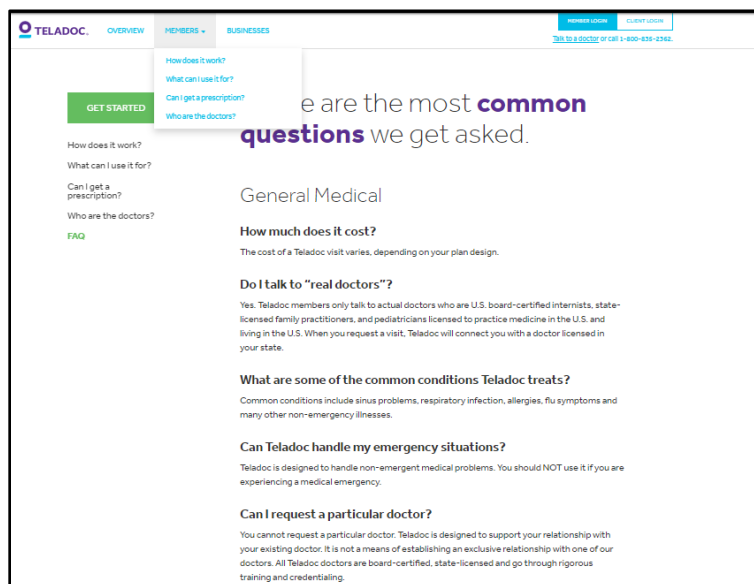 TELADOC.
OVERVIEW
MEMBERS
BUSINESSES
MEMBER LOGIN
CLIENT LOGIN
Talk to a doctor or call 1-800-835-2362.
How does it work?
What can I use it for?
Can I get a prescription?
Who are the doctors?
GET STARTED
How does it work?
What can I use it for?
Can I get a
prescription?
Who are the doctors?
FAQ
e are the most common
questions we get asked.
General Medical
How much does it cost?
The cost of a Teladoc visit varies, depending on your plan design.
Do I talk to “real doctors”?
Yes. Teladoc members only talk to actual doctors who are U.S. board-certified internists, state-
licensed family practitioners, and pediatricians licensed to practice medicine in the U.S. and
living in the U.S. When you request a visit, Teladoc will connect you with a doctor licensed in
your state.
What are some of the common conditions Teladoc treats?
Common conditions include sinus problems, respiratory infection, allergies, flu symptoms and
many other non-emergency illnesses.
Can Teladoc handle my emergency situations?
Teladoc is designed to handle non-emergent medical problems. You should NOT use it if you are
experiencing a medical emergency.
Can I request a particular doctor?
You cannot request a particular doctor. Teladoc is designed to support your relationship with
your existing doctor. It is not a means of establishing an exclusive relationship with one of our
doctors. All Teladoc doctors are board-certified, state-licensed and go through rigorous
training and credentialing.